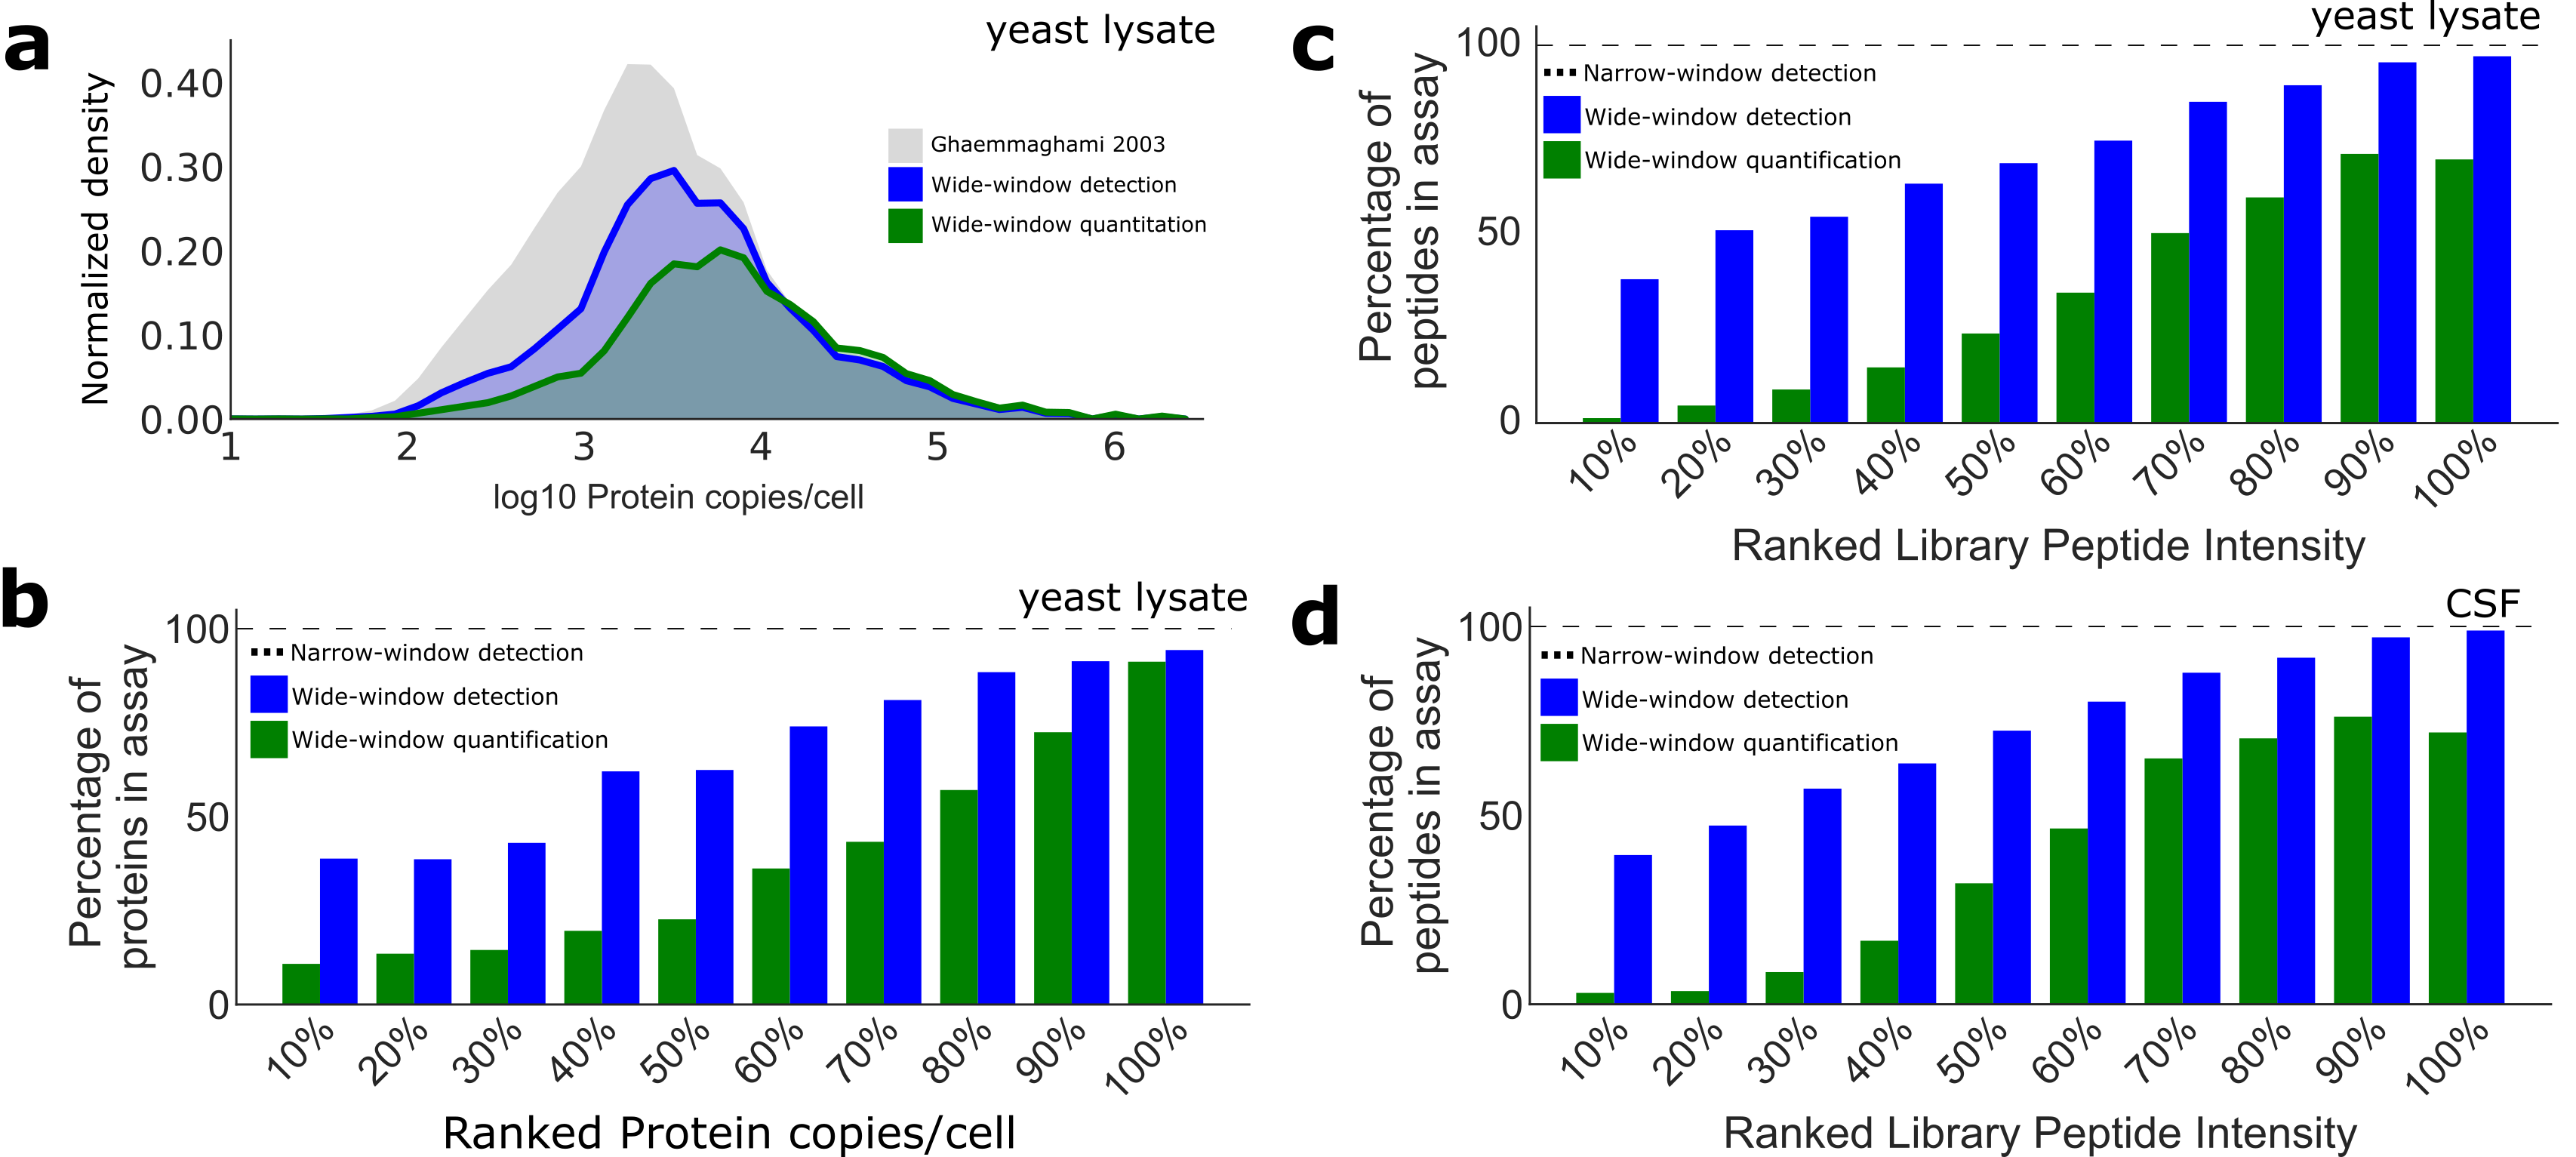 a
yeast lysate
Normalized density
0.40
0.30
0.20
0.10
0.00
1 2 3 4 5 6
log10 Protein copies/cell
Ghaemmaghami 2003
Wide-window detection
Wide-window quantitation
b
yeast lysate
Percentage of
proteins in assay
100
50
0
Narrow-window detection
Wide-window detection
Wide-window quantification
10% 20% 30% 40% 50% 60% 70% 80% 90% 100%
Ranked Protein copies/cell
c
yeast lysate
Percentage of
peptides in assay
100
50
0
Narrow-window detection
Wide-window detection
Wide-window quantification
10% 20% 30% 40% 50% 60% 70% 80% 90% 100%
Ranked Library Peptide Intensity
d
CSF
Percentage of
peptides in assay
100
50
0
Narrow-window detection
Wide-window detection
Wide-window quantification
10% 20% 30% 40% 50% 60% 70% 80% 90% 100%
Ranked Library Peptide Intensity